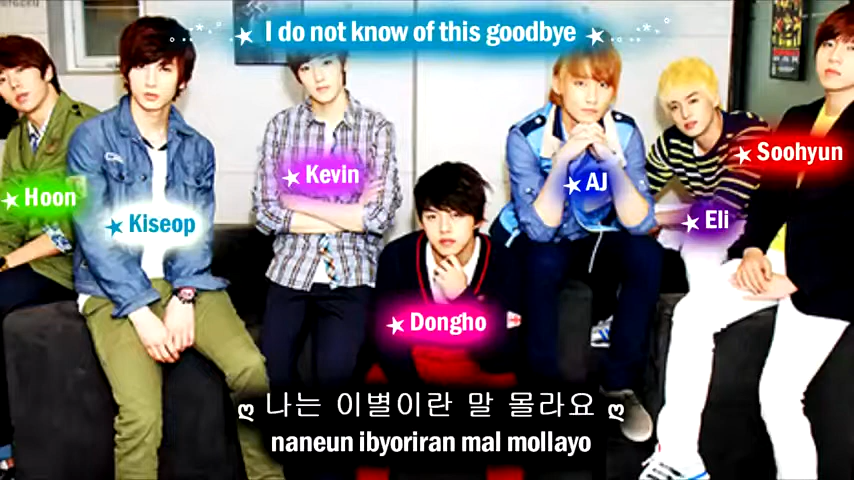 I do not know of this goodbye
Hoon
Kiseop
Kevin
Dongho
AJ
Eli
Soohyun
나는 이별이란 말 몰라요
naneun ibyoriran mal mollayo